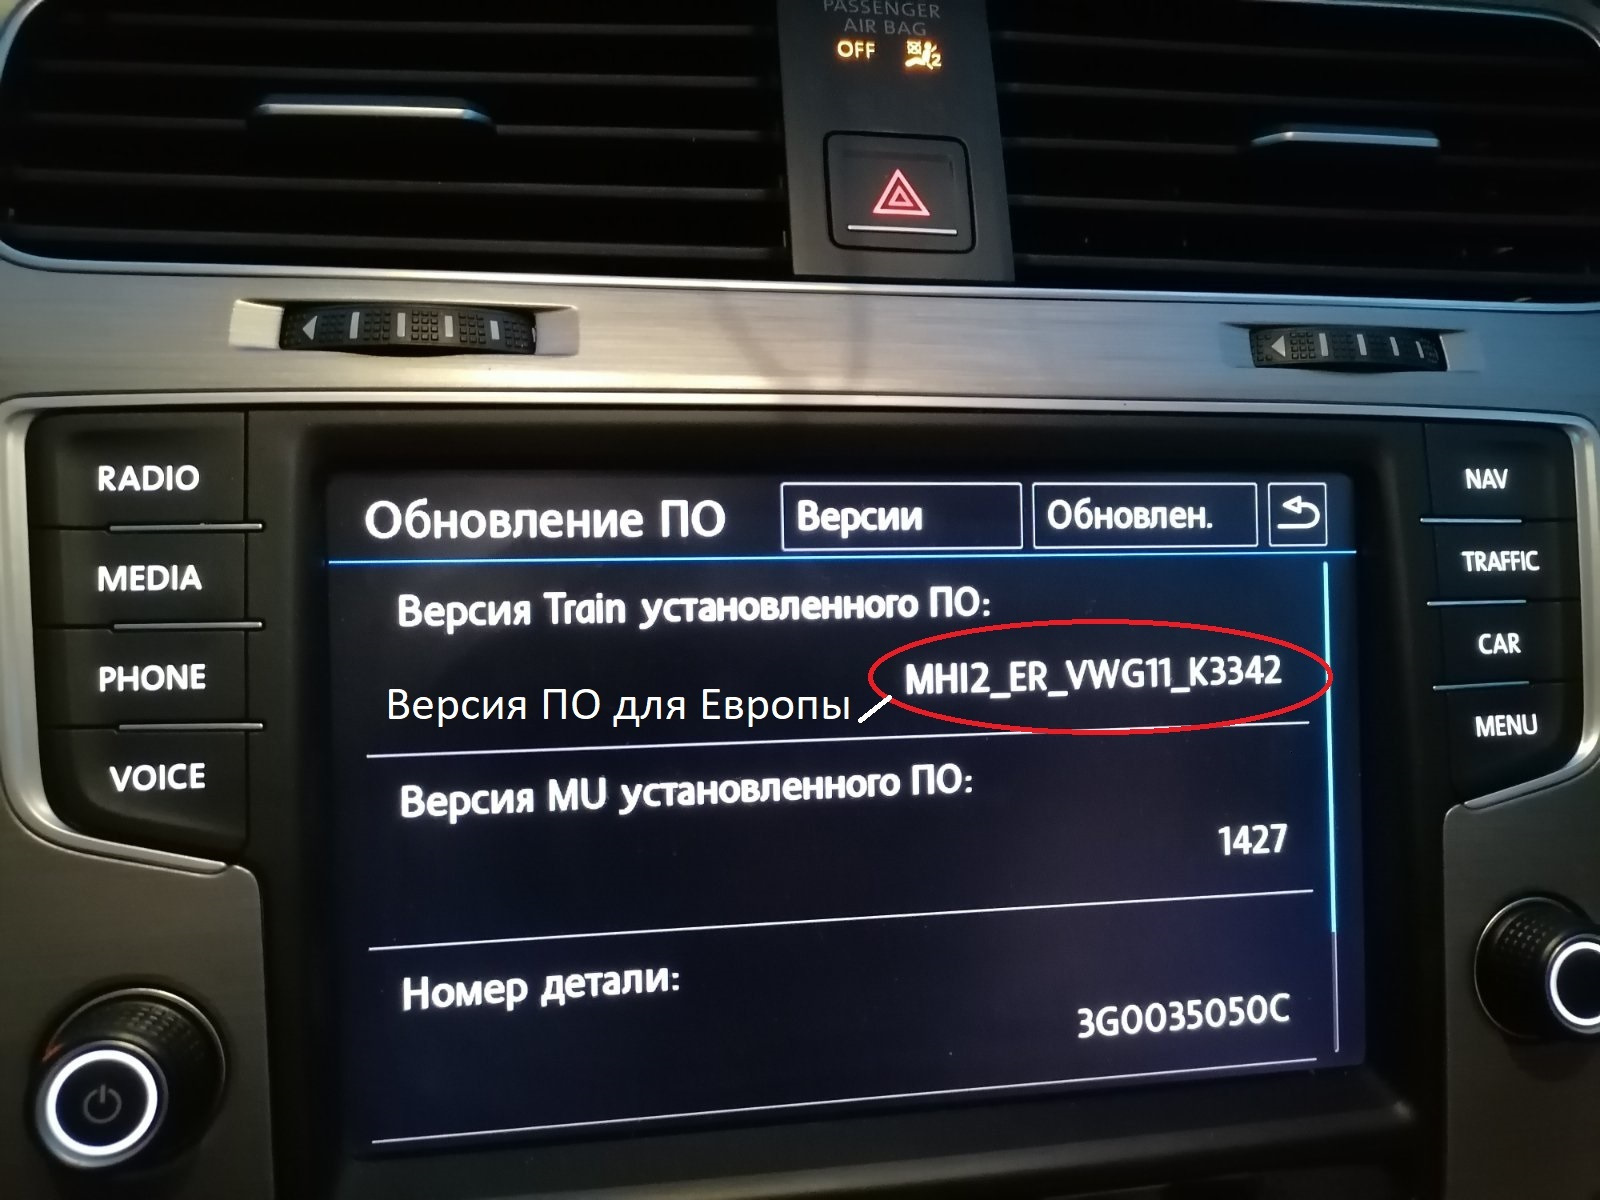 PASSENGER
AIR BAG
OFF
2
RADIO
MEDIA
PHONE
VOICE
NAV
TRAFFIC
CAR
MENU
Обновление ПО
Версии
Обновлен.
Версия Train установленного ПО:
MHI2_ER_VWG11_K3342
Версия ПО для Европы
Версия MU установленного ПО:
1427
Номер детали:
3G0035050C